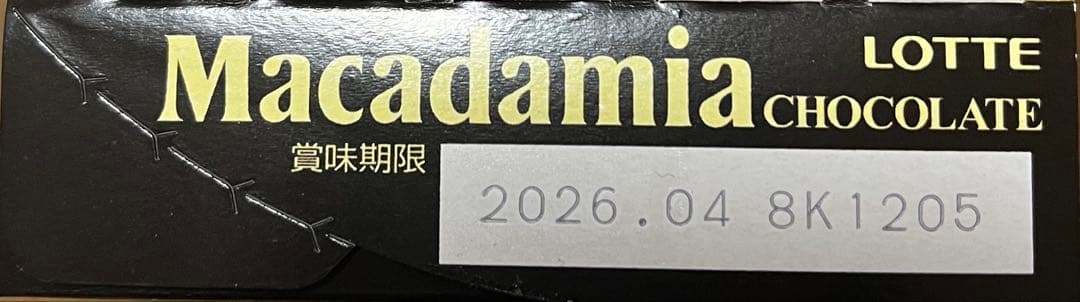 Macadamia CHOCOLATE
LOTTE
賞味期限 2026.04 8K1205